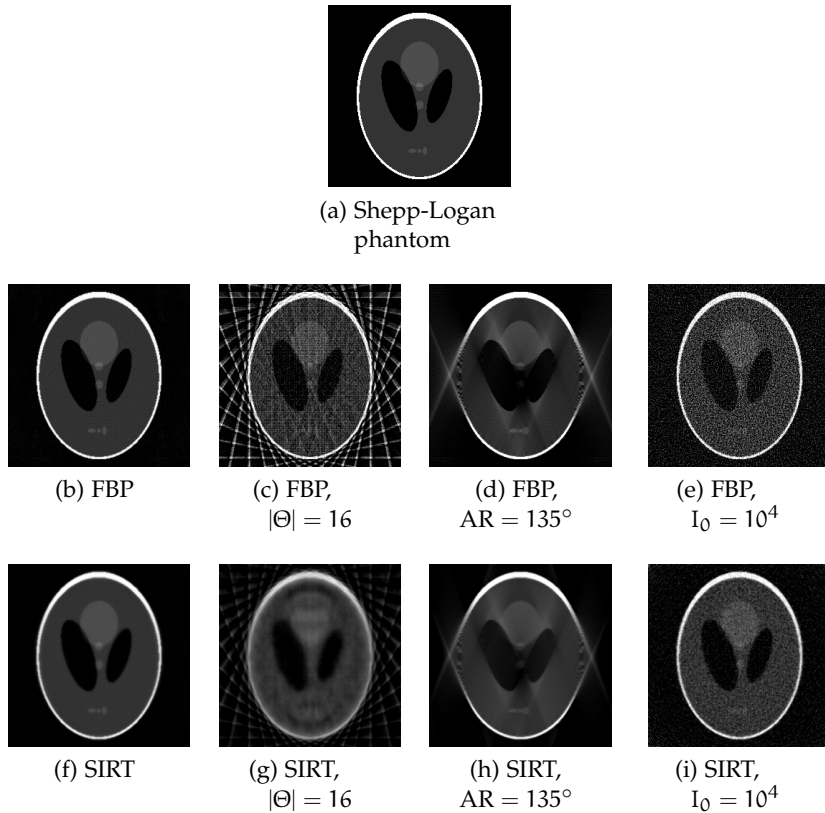 (a) Shepp-Logan
phantom
(b) FBP
(c) FBP,
|Θ| = 16
(d) FBP,
AR = 135°
(e) FBP,
I₀ = 10⁴
(f) SIRT
(g) SIRT,
|Θ| = 16
(h) SIRT,
AR = 135°
(i) SIRT,
I₀ = 10⁴